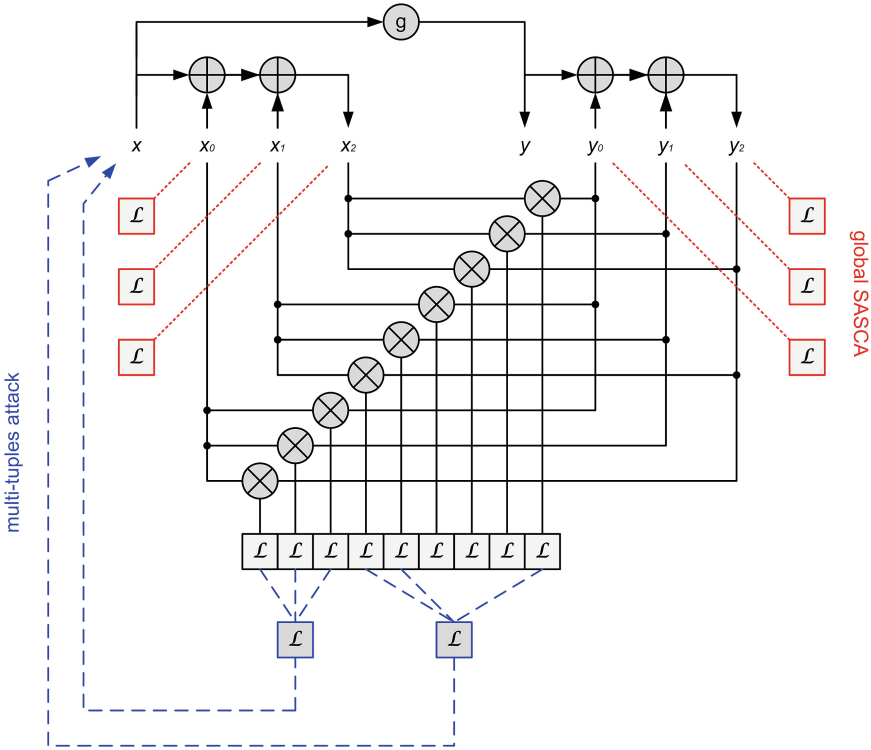 g
x x0 x1 x2 y y0 y1 y2
ℒ ℒ
ℒ ℒ
ℒ ℒ
global SASCA
multi-tuples attack
ℒ ℒ ℒ ℒ ℒ ℒ ℒ ℒ ℒ
ℒ ℒ